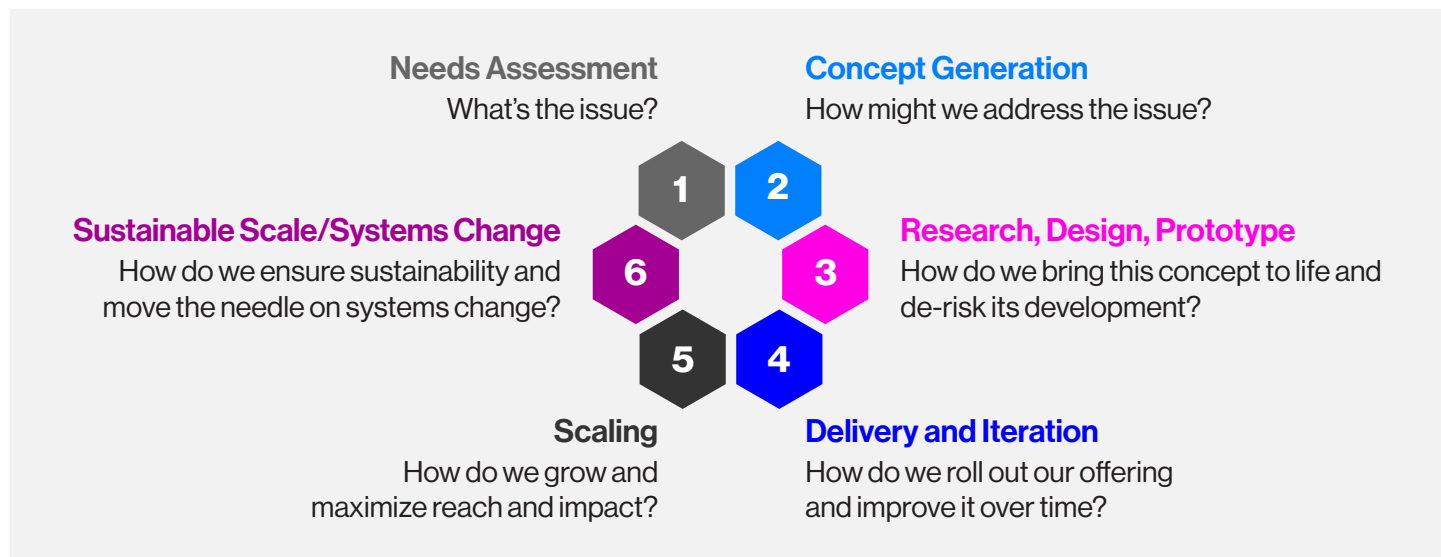 Needs Assessment
What’s the issue?
Concept Generation
How might we address the issue?
1
2
Sustainable Scale/Systems Change
How do we ensure sustainability and
move the needle on systems change?
6
3
Research, Design, Prototype
How do we bring this concept to life and
de-risk its development?
5
4
Scaling
How do we grow and
maximize reach and impact?
Delivery and Iteration
How do we roll out our offering
and improve it over time?